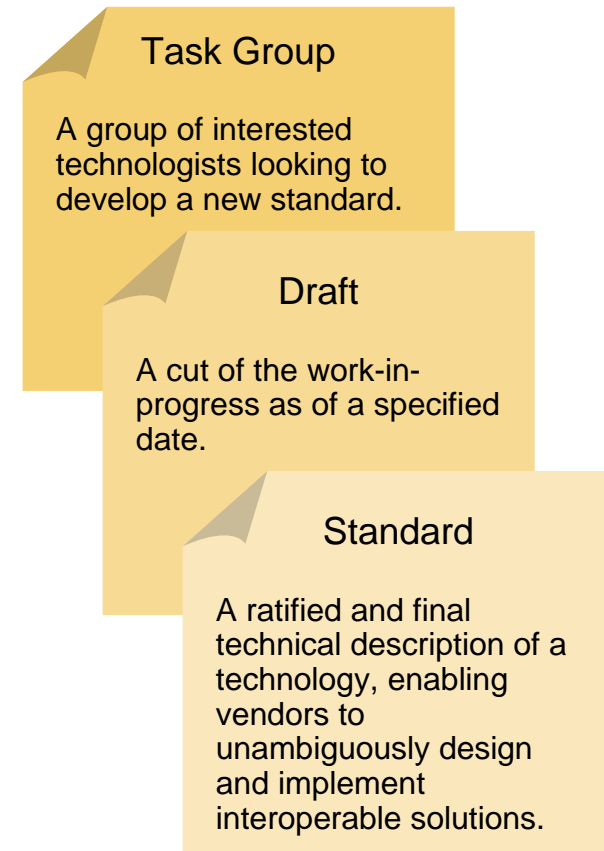 Task Group
A group of interested
technologists looking to
develop a new standard.
Draft
A cut of the work-in-
progress as of a specified
date.
Standard
A ratified and final
technical description of a
technology, enabling
vendors to
unambiguously design
and implement
interoperable solutions.